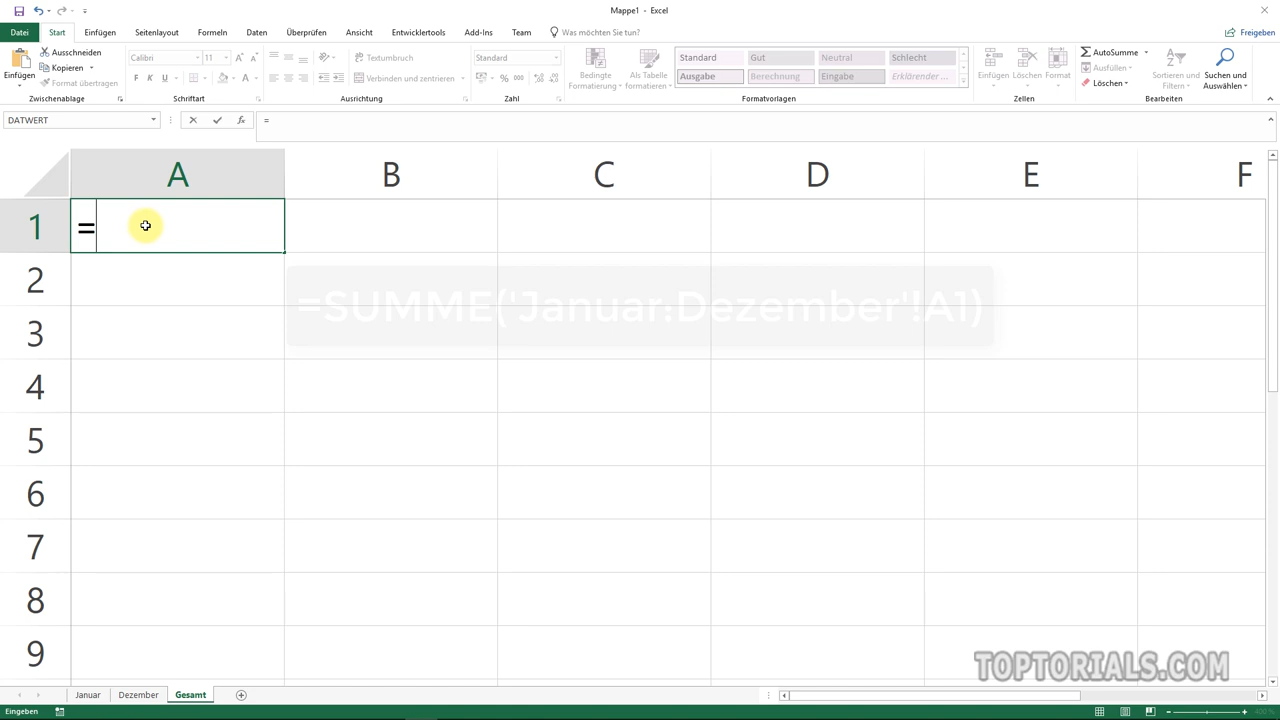 Mappe1 - Excel
Datei Start Einfügen Seitenlayout Formeln Daten Überprüfen Ansicht Entwicklertools Add-Ins Team Was möchten Sie tun? Freigeben
Einfügen
Ausschneiden
Kopieren
Format übertragen
Zwischenablage
Calibri 11
F K U
Schriftart
Textumbruch
Verbinden und zentrieren
Ausrichtung
Standard
% 000
Zahl
Bedingte Formatierung
Als Tabelle formatieren
Standard Gut Neutral Schlecht
Ausgabe Berechnung Eingabe Erklärender ...
Formatvorlagen
Einfügen Löschen Format
Zellen
AutoSumme
Ausfüllen
Löschen
Sortieren und Filtern
Suchen und Auswählen
Bearbeiten
DATWERT fx =
A B C D E F
1 =
2
=SUMME('Januar:Dezember'!A1)
3
4
5
6
7
8
9
TOPTORIALS.COM
Januar Dezember Gesamt
Eingeben